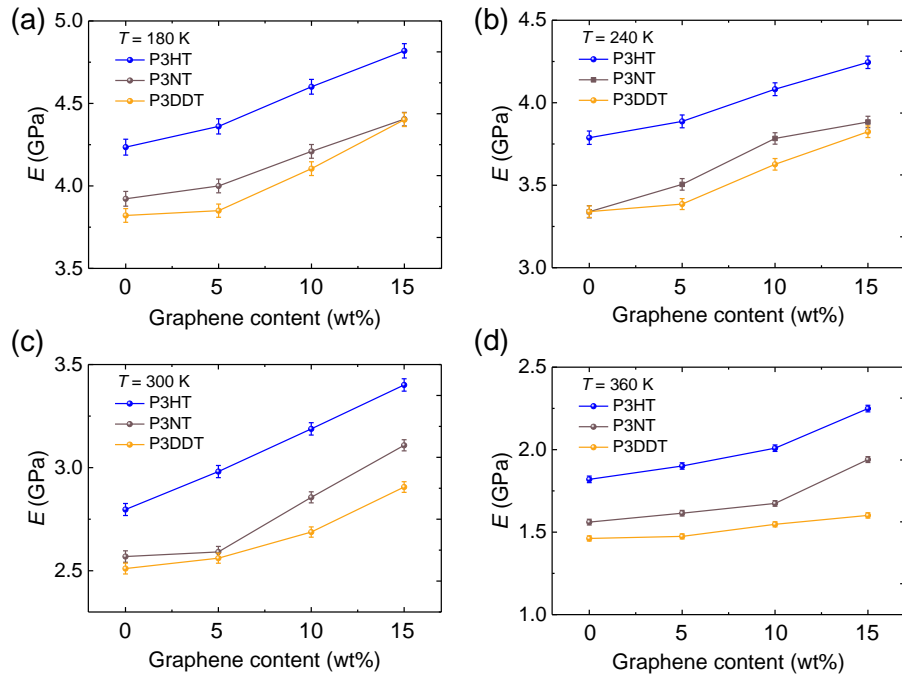 (a)
T = 180 K
P3HT
P3NT
P3DDT
5.0
4.5
4.0
3.5
E (GPa)
0 5 10 15
Graphene content (wt%)
(b)
T = 240 K
P3HT
P3NT
P3DDT
4.5
4.0
3.5
3.0
E (GPa)
0 5 10 15
Graphene content (wt%)
(c)
T = 300 K
P3HT
P3NT
P3DDT
3.5
3.0
2.5
E (GPa)
0 5 10 15
Graphene content (wt%)
(d)
T = 360 K
P3HT
P3NT
P3DDT
2.5
2.0
1.5
1.0
E (GPa)
0 5 10 15
Graphene content (wt%)